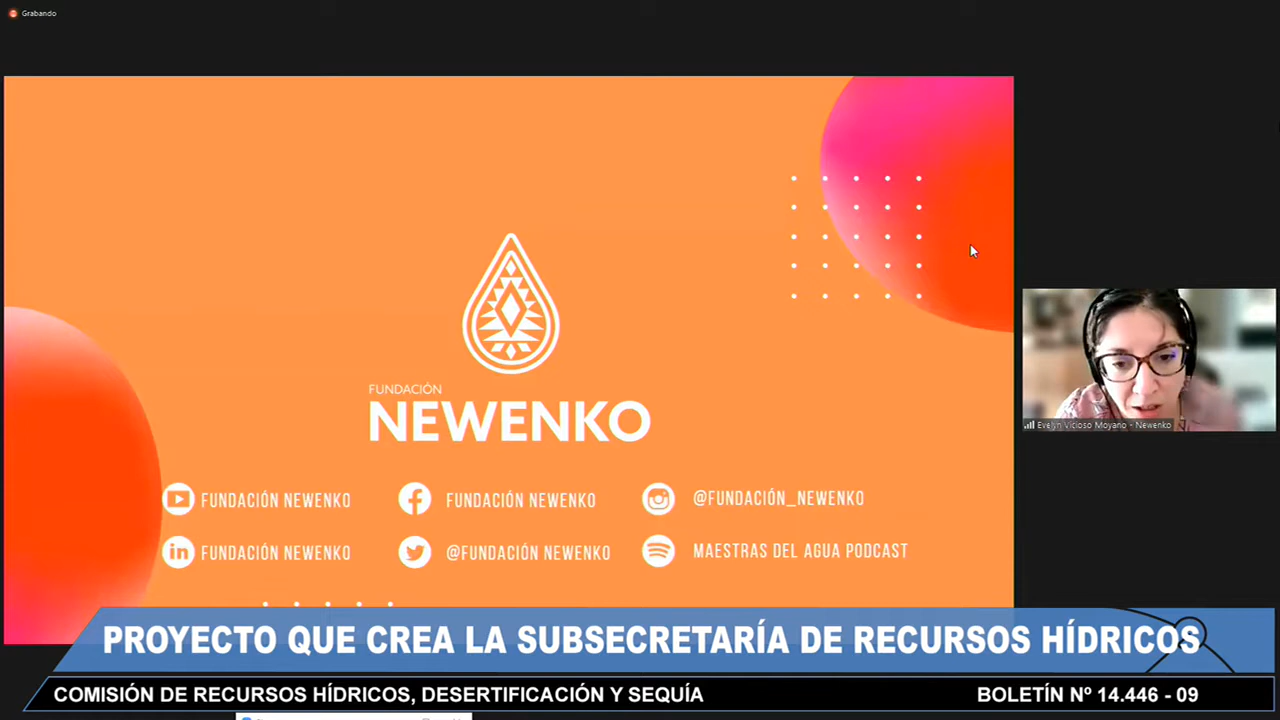 Grabando
FUNDACIÓN
NEWENKO
FUNDACIÓN NEWENKO
FUNDACIÓN NEWENKO
@FUNDACIÓN_NEWENKO
FUNDACIÓN NEWENKO
@FUNDACIÓN NEWENKO
MAESTRAS DEL AGUA PODCAST
Evelyn Vicioso Moyano - Newenko
PROYECTO QUE CREA LA SUBSECRETARÍA DE RECURSOS HÍDRICOS
COMISIÓN DE RECURSOS HÍDRICOS, DESERTIFICACIÓN Y SEQUÍA
BOLETÍN Nº 14.446 - 09